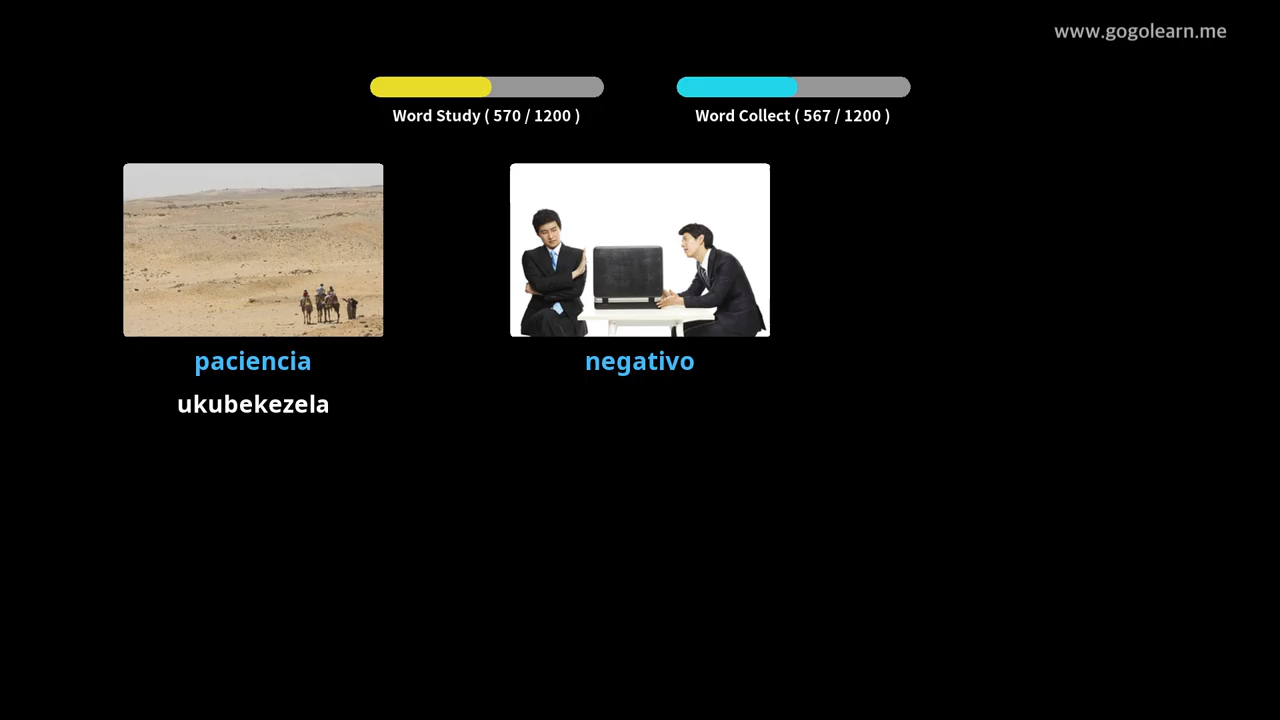 www.gogolearn.me
Word Study ( 570 / 1200 )
Word Collect ( 567 / 1200 )
paciencia
negativo
ukubekezela